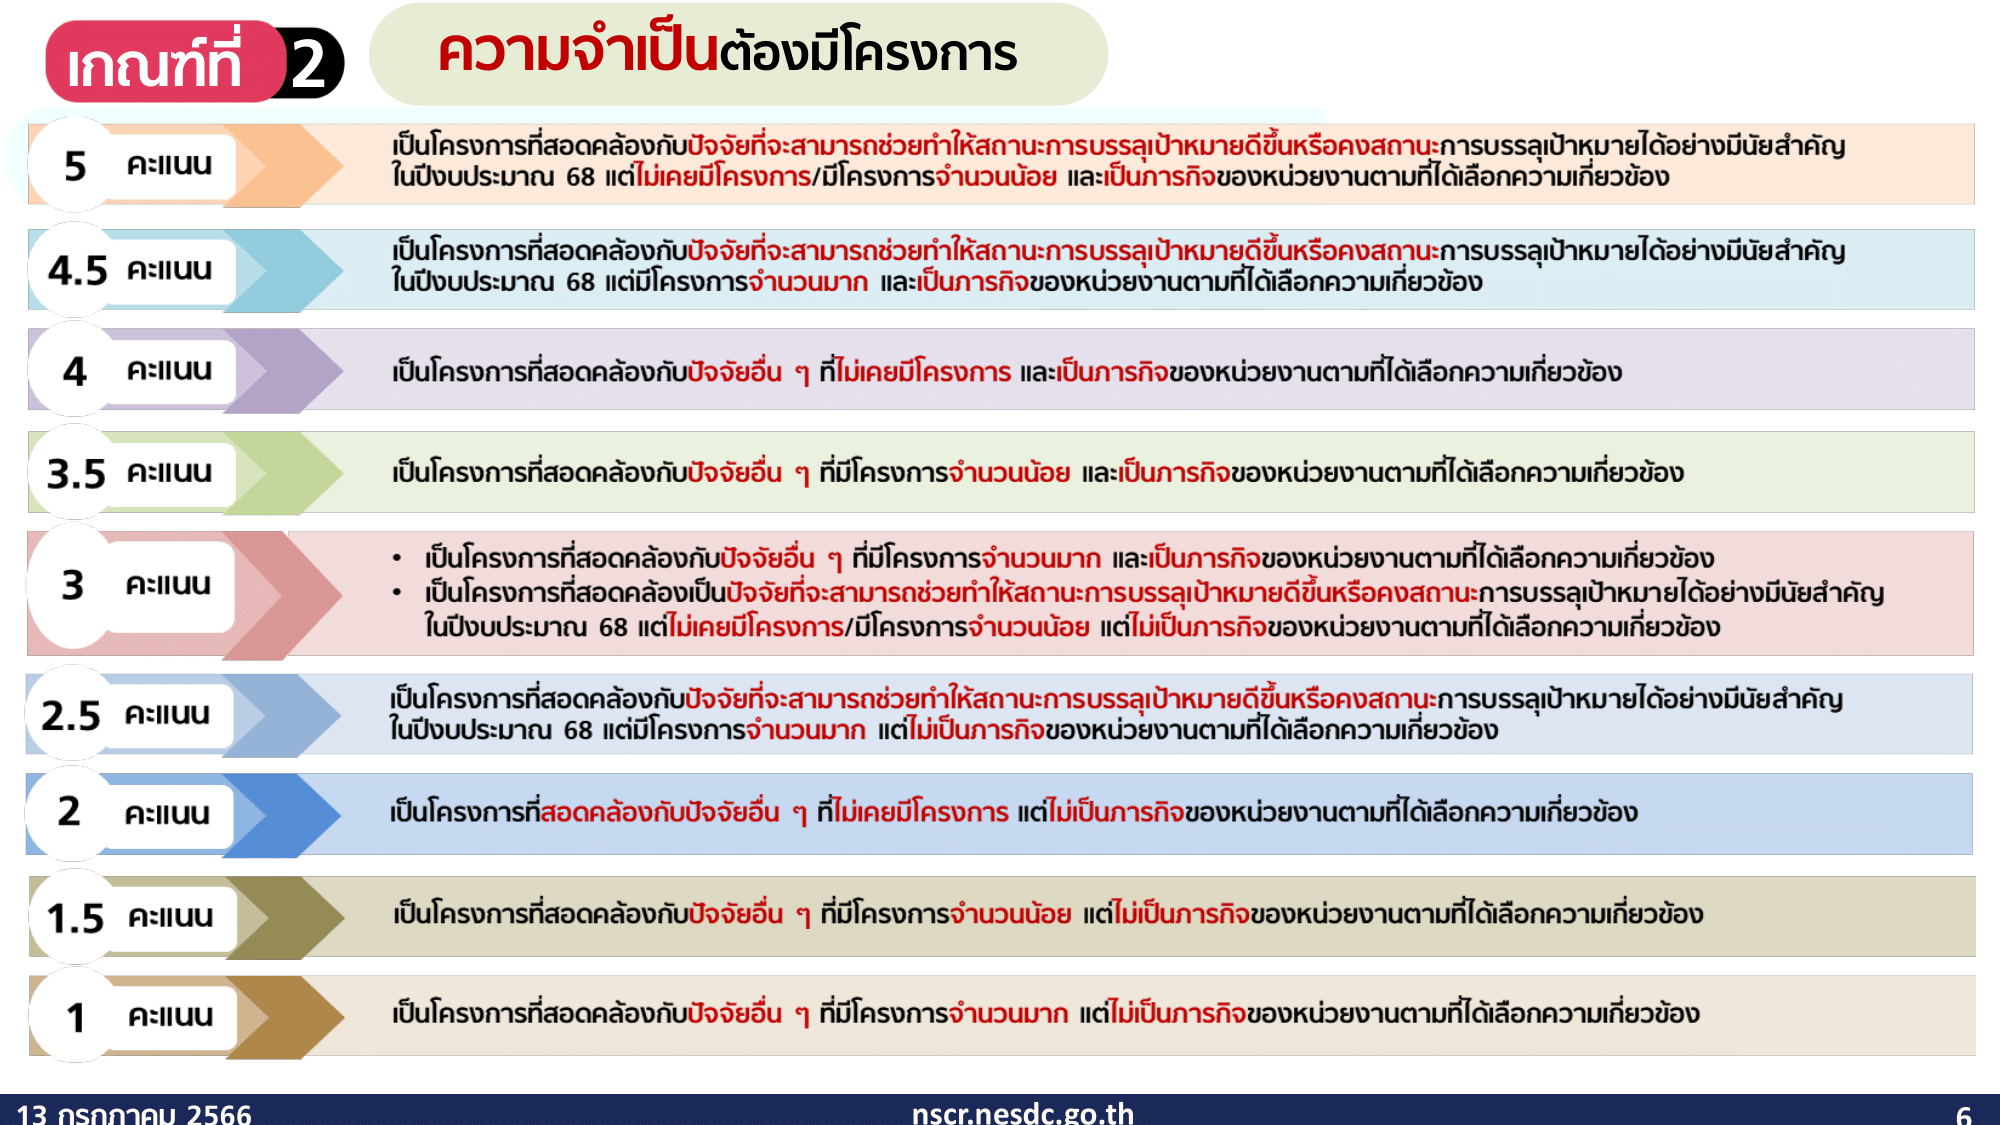 เกณฑ์ที่ 2
ความจำเป็นต้องมีโครงการ
5 คะแนน
เป็นโครงการที่สอดคล้องกับปัจจัยที่จะสามารถช่วยทำให้สถานะการบรรลุเป้าหมายดีขึ้นหรือคงสถานะการบรรลุเป้าหมายได้อย่างมีนัยสำคัญ
ในปีงบประมาณ 68 แต่ไม่เคยมีโครงการ/มีโครงการจำนวนน้อย และเป็นภารกิจของหน่วยงานตามที่ได้เลือกความเกี่ยวข้อง
4.5 คะแนน
เป็นโครงการที่สอดคล้องกับปัจจัยที่จะสามารถช่วยทำให้สถานะการบรรลุเป้าหมายดีขึ้นหรือคงสถานะการบรรลุเป้าหมายได้อย่างมีนัยสำคัญ
ในปีงบประมาณ 68 แต่มีโครงการจำนวนมาก และเป็นภารกิจของหน่วยงานตามที่ได้เลือกความเกี่ยวข้อง
4 คะแนน
เป็นโครงการที่สอดคล้องกับปัจจัยอื่น ๆ ที่ไม่เคยมีโครงการ และเป็นภารกิจของหน่วยงานตามที่ได้เลือกความเกี่ยวข้อง
3.5 คะแนน
เป็นโครงการที่สอดคล้องกับปัจจัยอื่น ๆ ที่มีโครงการจำนวนน้อย และเป็นภารกิจของหน่วยงานตามที่ได้เลือกความเกี่ยวข้อง
3 คะแนน
• เป็นโครงการที่สอดคล้องกับปัจจัยอื่น ๆ ที่มีโครงการจำนวนมาก และเป็นภารกิจของหน่วยงานตามที่ได้เลือกความเกี่ยวข้อง
• เป็นโครงการที่สอดคล้องเป็นปัจจัยที่จะสามารถช่วยทำให้สถานะการบรรลุเป้าหมายดีขึ้นหรือคงสถานะการบรรลุเป้าหมายได้อย่างมีนัยสำคัญ
ในปีงบประมาณ 68 แต่ไม่เคยมีโครงการ/มีโครงการจำนวนน้อย แต่ไม่เป็นภารกิจของหน่วยงานตามที่ได้เลือกความเกี่ยวข้อง
2.5 คะแนน
เป็นโครงการที่สอดคล้องกับปัจจัยที่จะสามารถช่วยทำให้สถานะการบรรลุเป้าหมายดีขึ้นหรือคงสถานะการบรรลุเป้าหมายได้อย่างมีนัยสำคัญ
ในปีงบประมาณ 68 แต่มีโครงการจำนวนมาก แต่ไม่เป็นภารกิจของหน่วยงานตามที่ได้เลือกความเกี่ยวข้อง
2 คะแนน
เป็นโครงการที่สอดคล้องกับปัจจัยอื่น ๆ ที่ไม่เคยมีโครงการ แต่ไม่เป็นภารกิจของหน่วยงานตามที่ได้เลือกความเกี่ยวข้อง
1.5 คะแนน
เป็นโครงการที่สอดคล้องกับปัจจัยอื่น ๆ ที่มีโครงการจำนวนน้อย แต่ไม่เป็นภารกิจของหน่วยงานตามที่ได้เลือกความเกี่ยวข้อง
1 คะแนน
เป็นโครงการที่สอดคล้องกับปัจจัยอื่น ๆ ที่มีโครงการจำนวนมาก แต่ไม่เป็นภารกิจของหน่วยงานตามที่ได้เลือกความเกี่ยวข้อง
13 กรกฎาคม 2566 nscr.nesdc.go.th 6